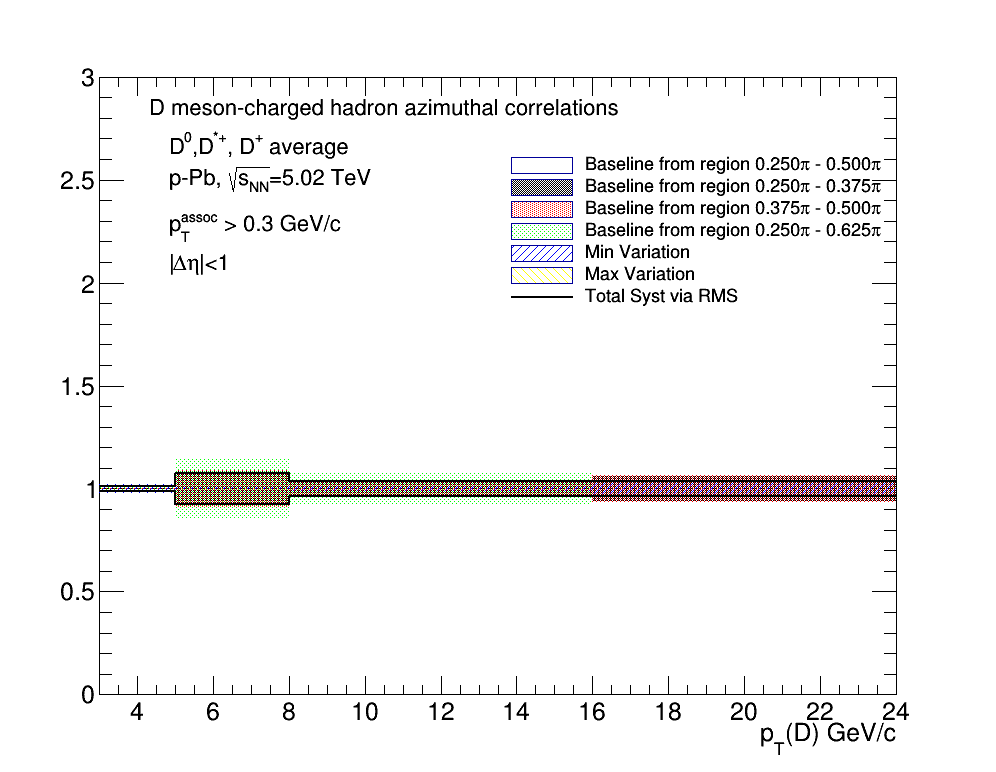 D meson-charged hadron azimuthal correlations
D⁰,D*⁺, D⁺ average
p-Pb, √sNN=5.02 TeV
pTassoc > 0.3 GeV/c
|Δη|<1
Baseline from region 0.250π - 0.500π
Baseline from region 0.250π - 0.375π
Baseline from region 0.375π - 0.500π
Baseline from region 0.250π - 0.625π
Min Variation
Max Variation
Total Syst via RMS
3
2.5
2
1.5
1
0.5
0
4 6 8 10 12 14 16 18 20 22 24
pT(D) GeV/c